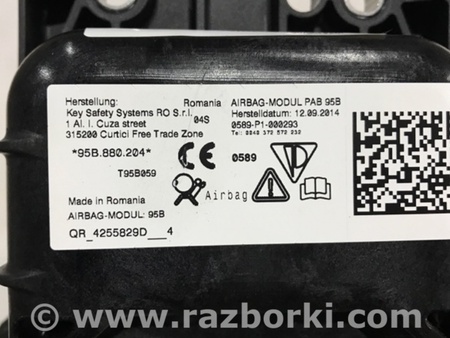 Herstellung: Romania
Key Safety Systems RO S.r.l.
04S
1 Al. I. Cuza street
315200 Curtici Free Trade Zone
*95B.880.204*
T95B059
Made in Romania
AIRBAG-MODUL: 95B
QR_4255829D___4
AIRBAG-MODUL PAB 95B
Herstelldatum: 12.09.2014
0589-P1-000293
CE 0589
Airbag
© www.razborki.com